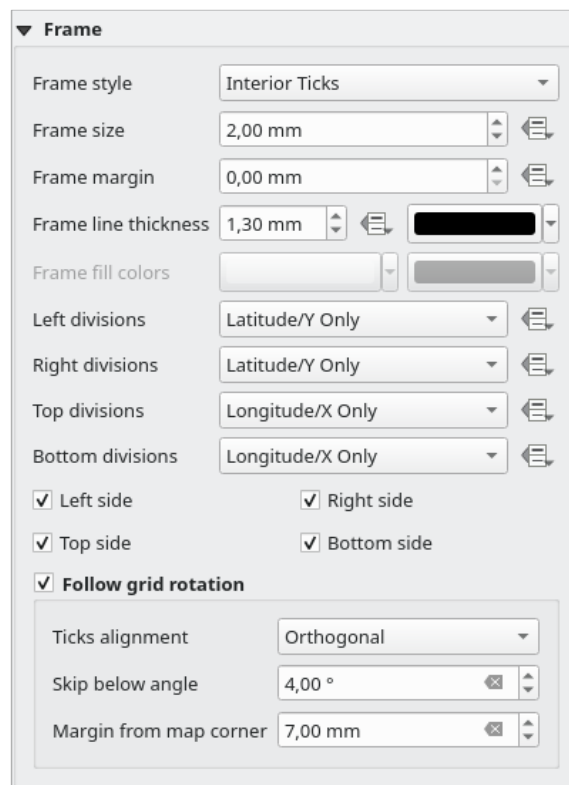 Frame
Frame style Interior Ticks
Frame size 2,00 mm
Frame margin 0,00 mm
Frame line thickness 1,30 mm
Frame fill colors
Left divisions Latitude/Y Only
Right divisions Latitude/Y Only
Top divisions Longitude/X Only
Bottom divisions Longitude/X Only
Left side Right side
Top side Bottom side
Follow grid rotation
Ticks alignment Orthogonal
Skip below angle 4,00 °
Margin from map corner 7,00 mm